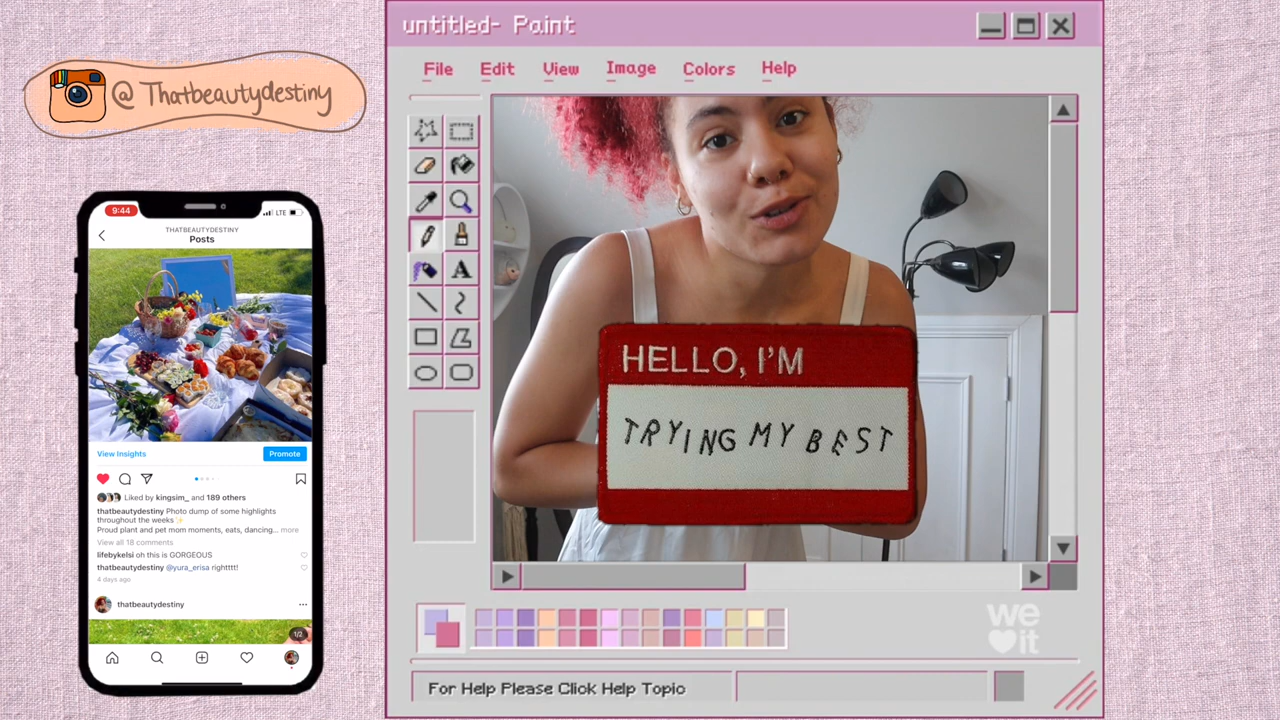 @ Thatbeautydestiny
9:44
LTE
THATBEAUTYDESTINY
Posts
View Insights
Promote
Liked by kingsim_ and 189 others
thatbeautydestiny Photo dump of some highlights
throughout the weeks ✨
Proud plant and pet mom moments, eats, dancing... more
View all 18 comments
lifebykelsi oh this is GORGEOUS
thatbeautydestiny @yura_erisa rightttt!
4 days ago
thatbeautydestiny
1/2
untitled- Paint
File Edit View Image Colors Help
A
HELLO, I'M
TRYING MY BEST
we
it
For Help Please Click Help Topic